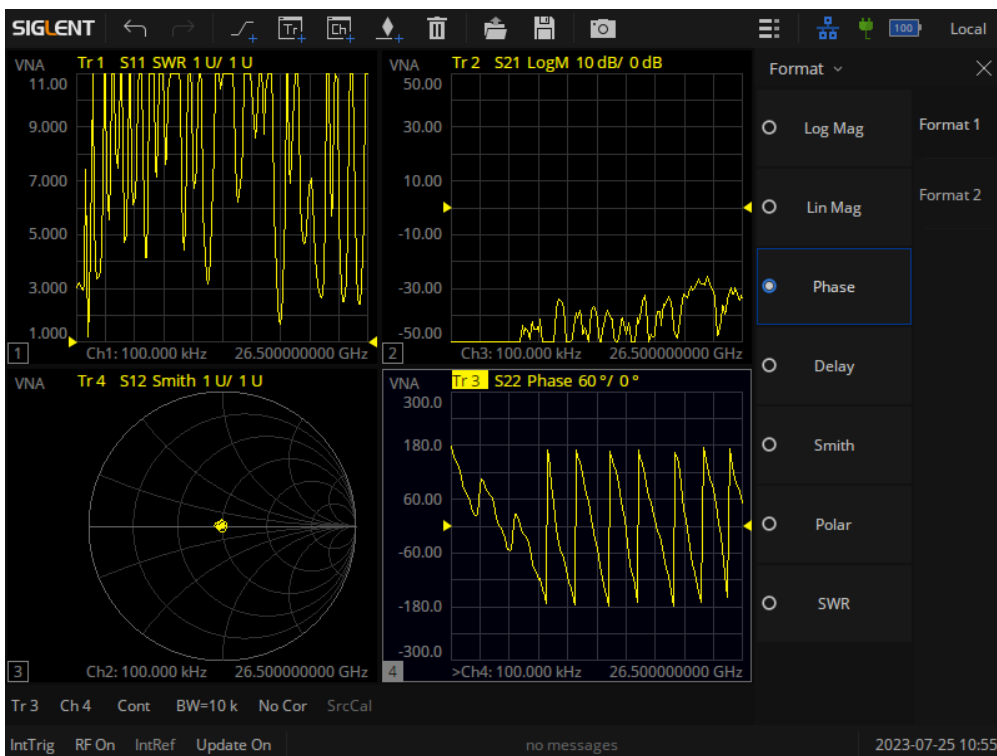 SIGLENT Tr Ch 100 Local
VNA Tr 1 S11 SWR 1 U/ 1 U
11.00
9.000
7.000
5.000
3.000
1.000
1 Ch1: 100.000 kHz 26.500000000 GHz
VNA Tr 2 S21 LogM 10 dB/ 0 dB
50.00
30.00
10.00
-10.00
-30.00
-50.00
2 Ch3: 100.000 kHz 26.500000000 GHz
VNA Tr 4 S12 Smith 1 U/ 1 U
3 Ch2: 100.000 kHz 26.500000000 GHz
VNA Tr 3 S22 Phase 60 °/ 0 °
300.0
180.0
60.00
-60.00
-180.0
-300.0
4 >Ch4: 100.000 kHz 26.500000000 GHz
Format
Log Mag
Lin Mag
Phase
Delay
Smith
Polar
SWR
Format 1
Format 2
Tr 3 Ch 4 Cont BW=10 k No Cor SrcCal
IntTrig RF On IntRef Update On no messages 2023-07-25 10:55